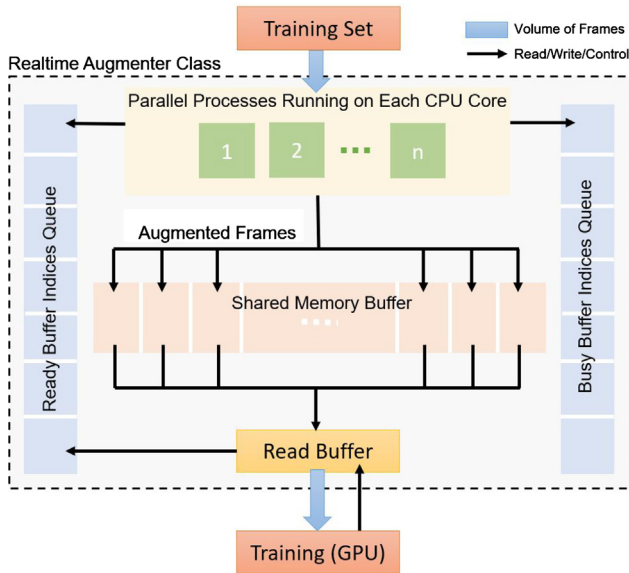 Training Set
Volume of Frames
Read/Write/Control
Realtime Augmenter Class
Parallel Processes Running on Each CPU Core
1 2 n
Ready Buffer Indices Queue
Augmented Frames
Shared Memory Buffer
Busy Buffer Indices Queue
Read Buffer
Training (GPU)